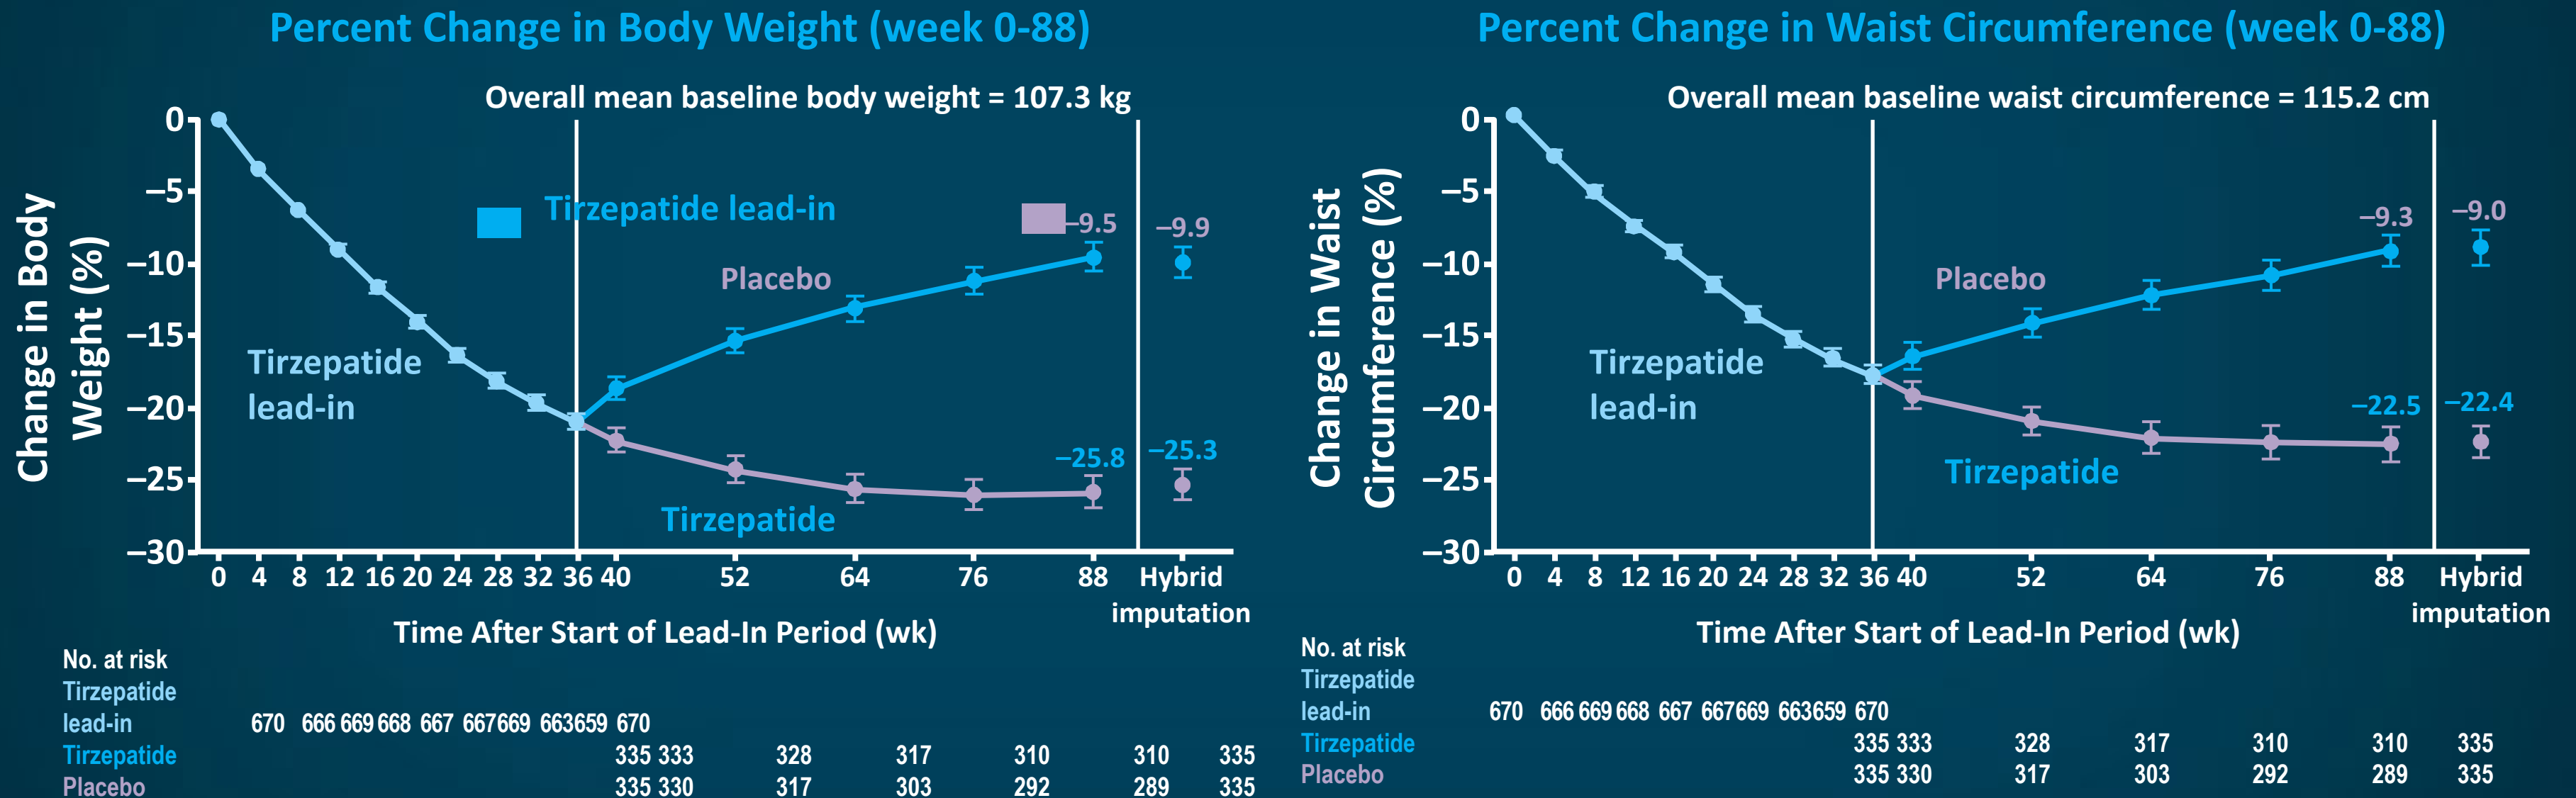 Percent Change in Body Weight (week 0-88)
Overall mean baseline body weight = 107.3 kg
Change in Body
Weight (%)
0
–5
–10
–15
–20
–25
–30
Tirzepatide lead-in
–9.5
–9.9
Placebo
Tirzepatide
lead-in
–25.8
–25.3
Tirzepatide
0 4 8 12 16 20 24 28 32 36 40 52 64 76 88 Hybrid
imputation
Time After Start of Lead-In Period (wk)
No. at risk
Tirzepatide
lead-in 670 666 669 668 667 667 669 663 659 670
Tirzepatide 335 333 328 317 310 310 335
Placebo 335 330 317 303 292 289 335
Percent Change in Waist Circumference (week 0-88)
Overall mean baseline waist circumference = 115.2 cm
Change in Waist
Circumference (%)
0
–5
–10
–15
–20
–25
–30
–9.3
–9.0
Placebo
Tirzepatide
lead-in
–22.5
–22.4
Tirzepatide
0 4 8 12 16 20 24 28 32 36 40 52 64 76 88 Hybrid
imputation
Time After Start of Lead-In Period (wk)
No. at risk
Tirzepatide
lead-in 670 666 669 668 667 667 669 663 659 670
Tirzepatide 335 333 328 317 310 310 335
Placebo 335 330 317 303 292 289 335